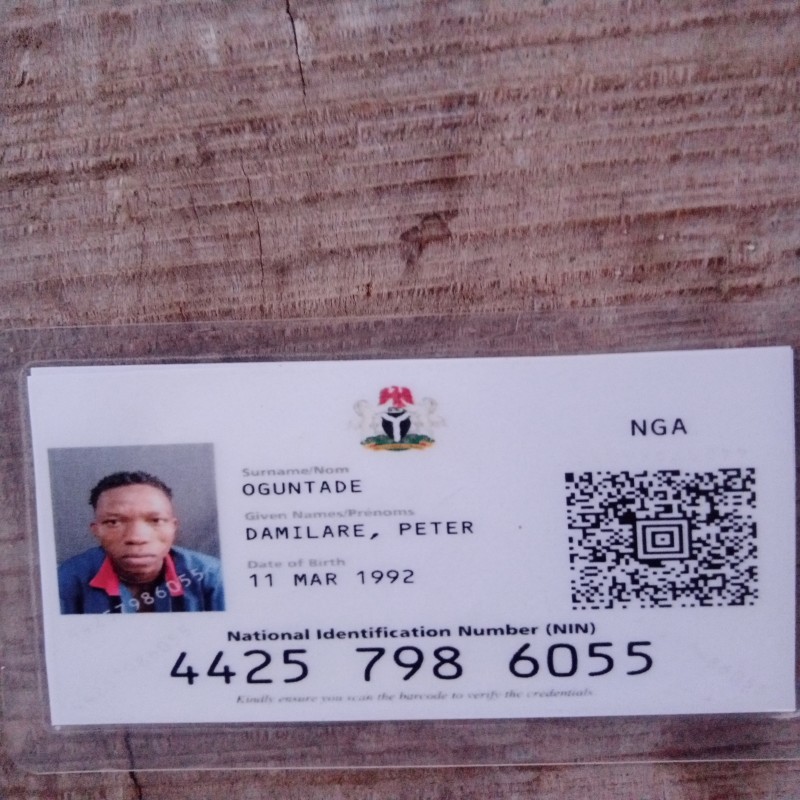 NGA
Surname/Nom
OGUNTADE
Given Names/Prénoms
DAMILARE, PETER
Date of Birth
11 MAR 1992
National Identification Number (NIN)
4425 798 6055
Kindly ensure you scan the barcode to verify the credentials.